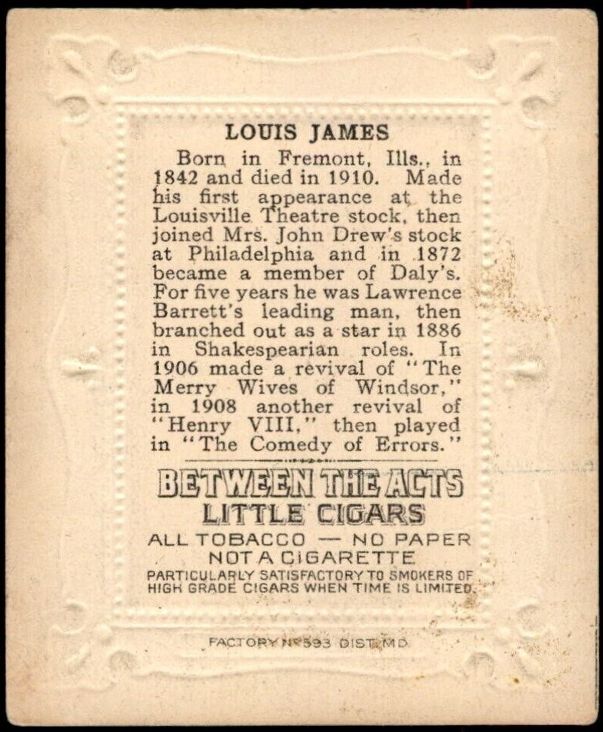 LOUIS JAMES
Born in Fremont, Ills., in
1842 and died in 1910. Made
his first appearance at the
Louisville Theatre stock, then
joined Mrs. John Drew's stock
at Philadelphia and in 1872
became a member of Daly's.
For five years he was Lawrence
Barrett's leading man, then
branched out as a star in 1886
in Shakespearian roles. In
1906 made a revival of "The
Merry Wives of Windsor,"
in 1908 another revival of
"Henry VIII," then played
in "The Comedy of Errors."
BETWEEN THE ACTS
LITTLE CIGARS
ALL TOBACCO — NO PAPER
NOT A CIGARETTE
PARTICULARLY SATISFACTORY TO SMOKERS OF
HIGH GRADE CIGARS WHEN TIME IS LIMITED.
FACTORY Nº 593 DIST. MD.